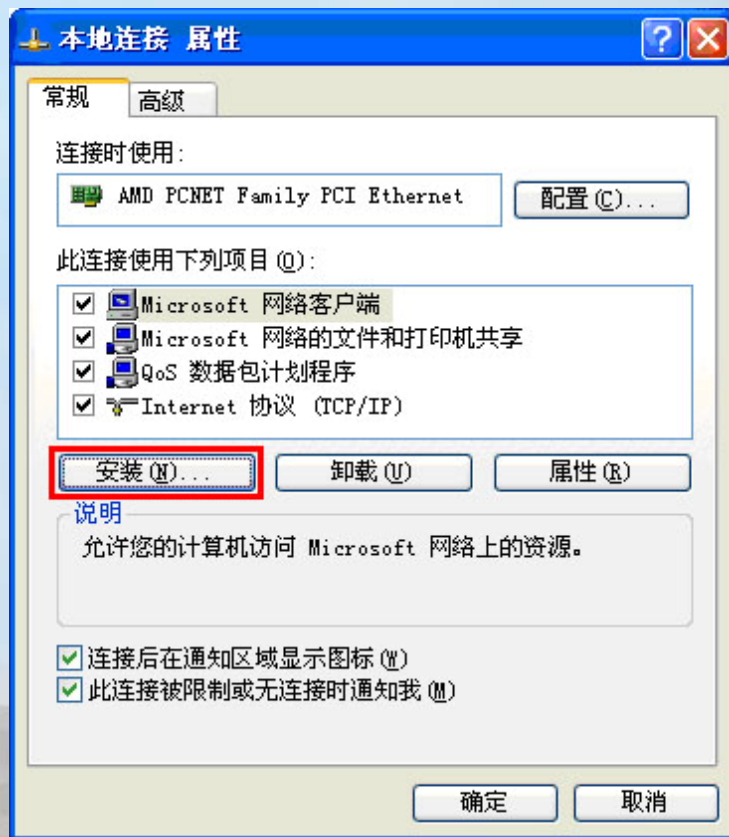 本地连接 属性
常规 高级
连接时使用:
AMD PCNET Family PCI Ethernet 配置(C)...
此连接使用下列项目(O):
Microsoft 网络客户端
Microsoft 网络的文件和打印机共享
QoS 数据包计划程序
Internet 协议 (TCP/IP)
安装(N)... 卸载(U) 属性(R)
说明
允许您的计算机访问 Microsoft 网络上的资源。
连接后在通知区域显示图标(W)
此连接被限制或无连接时通知我(M)
确定 取消